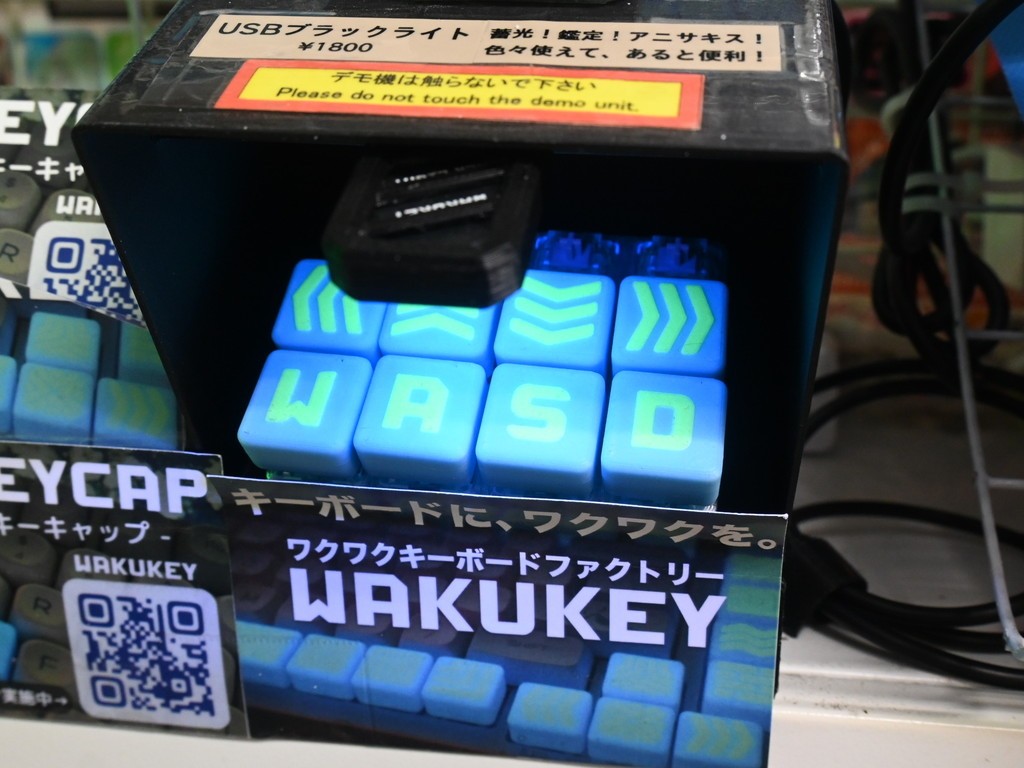 USBブラックライト
¥1800
蓄光！鑑定！アニサキス！
色々使えて、あると便利！
デモ機は触らないで下さい
Please do not touch the demo unit.
W A S D
キーボードに、ワクワクを。
ワクワクキーボードファクトリー
WAKUKEY
EYCAP
キーキャップ -
WAKUKEY
R
F
実施中→
EYC
ーキャ
WA
R